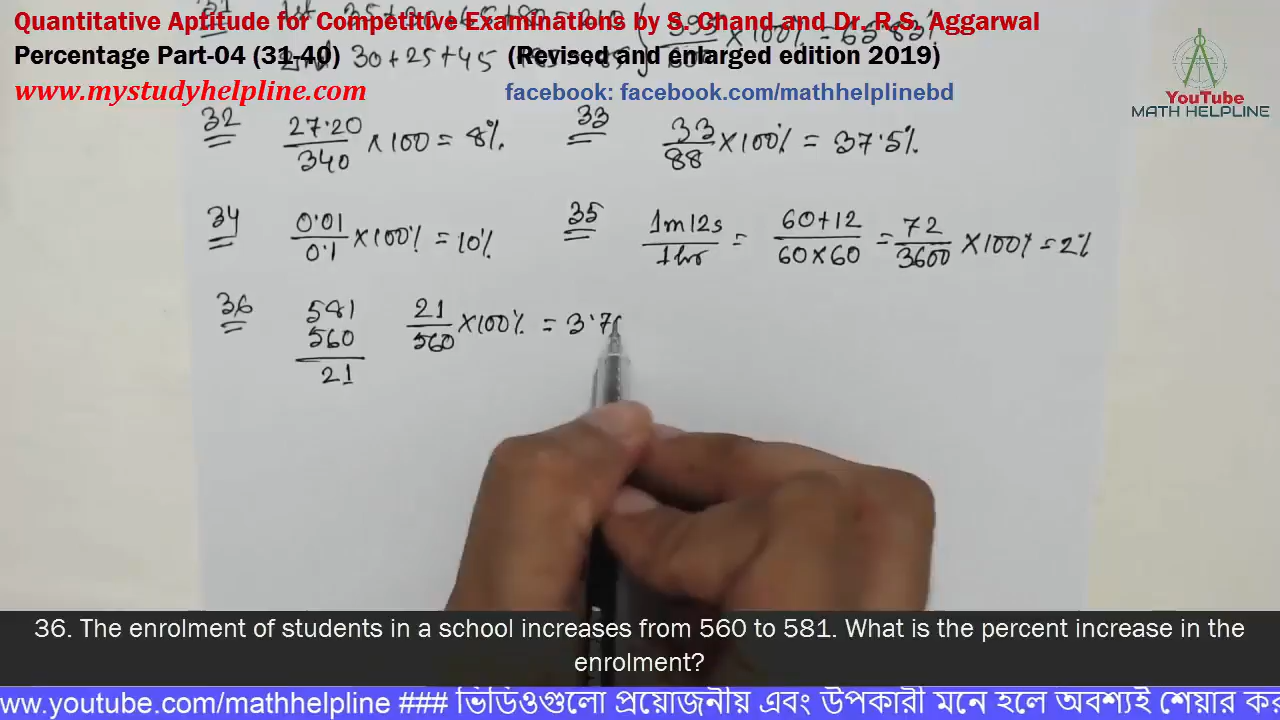 Quantitative Aptitude for Competitive Examinations by S. Chand and Dr. R.S. Aggarwal
Percentage Part-04 (31-40) (Revised and enlarged edition 2019)
30+25+45
www.mystudyhelpline.com facebook: facebook.com/mathhelplinebd
YouTube
MATH HELPLINE
32 27.20/340 ×100 = 8%. 33 33/88 ×100% = 37.5%.
34 0.01/0.1 ×100% = 10% 35 1m12s/1hr = 60+12/60×60 = 72/3600 ×100% = 2%
36 581 21/560 ×100% = 3.7
560
21
36. The enrolment of students in a school increases from 560 to 581. What is the percent increase in the
enrolment?
ww.youtube.com/mathhelpline ### ভিডিওগুলো প্রয়োজনীয় এবং উপকারী মনে হলে অবশ্যই শেয়ার কর